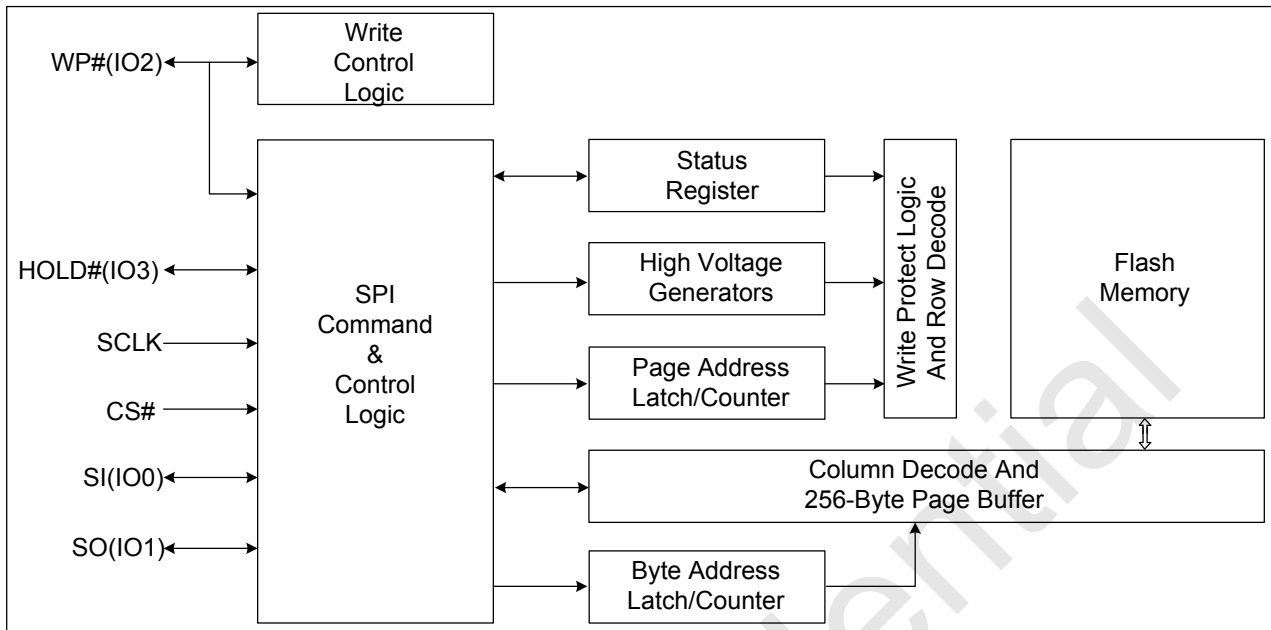 Write
Control
Logic
WP#(IO2)
HOLD#(IO3)
SCLK
CS#
SI(IO0)
SO(IO1)
SPI
Command
&
Control
Logic
Status
Register
High Voltage
Generators
Page Address
Latch/Counter
Write Protect Logic
And Row Decode
Flash
Memory
Column Decode And
256-Byte Page Buffer
Byte Address
Latch/Counter
ential